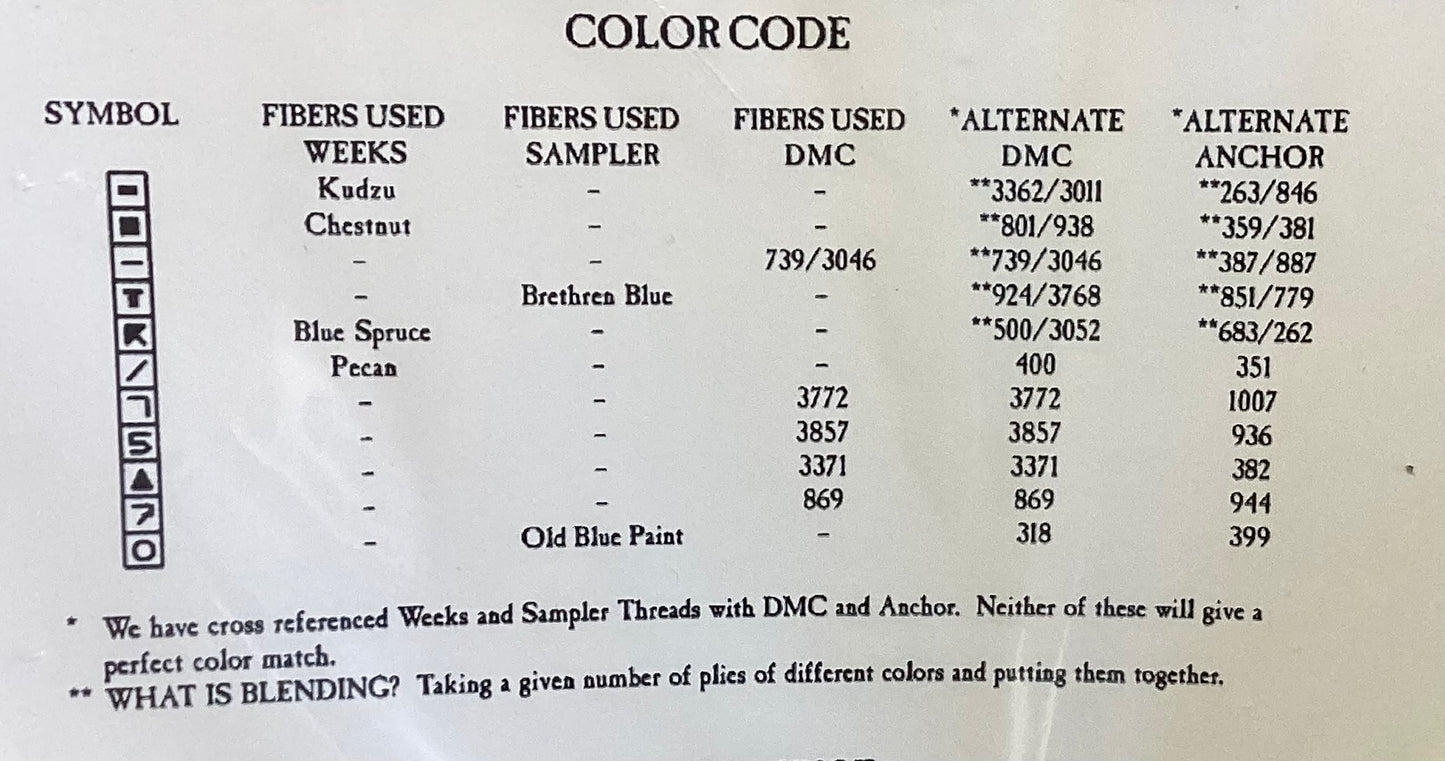 COLOR CODE
SYMBOL FIBERS USED FIBERS USED FIBERS USED *ALTERNATE *ALTERNATE
WEEKS SAMPLER DMC DMC ANCHOR
Kudzu - - **3362/3011 **263/846
Chestnut - - **801/938 **359/381
- - - 739/3046 **739/3046 **387/887
T - Brethren Blue - **924/3768 **851/779
Blue Spruce - - **500/3052 **683/262
/ Pecan - - 400 351
- - 3772 3772 1007
5 - - 3857 3857 936
▲ - - 3371 3371 382
- - 869 869 944
O - Old Blue Paint - 318 399
* We have cross referenced Weeks and Sampler Threads with DMC and Anchor. Neither of these will give a
perfect color match.
** WHAT IS BLENDING? Taking a given number of plies of different colors and putting them together.